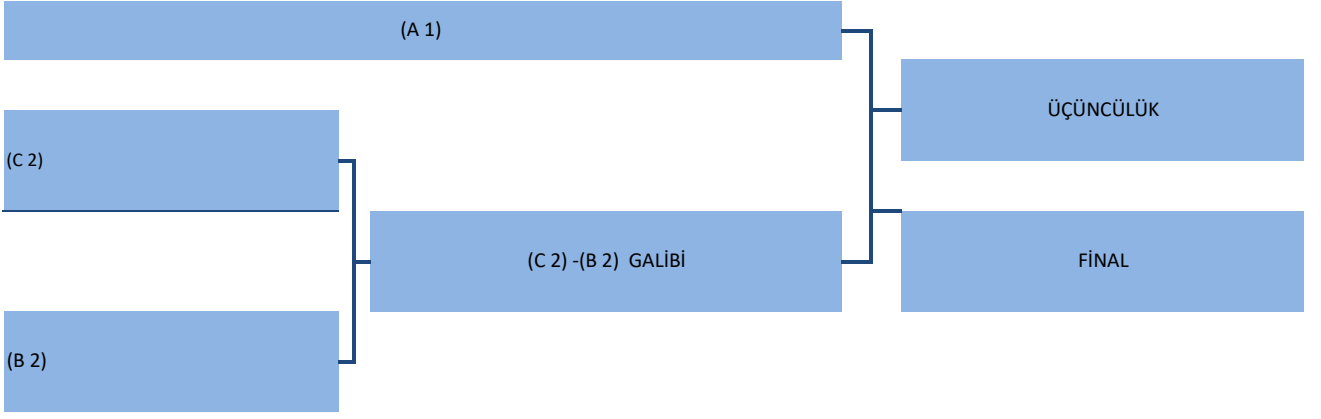 (A 1)
ÜÇÜNCÜLÜK
(C 2)
(C 2) -(B 2)  GALİBİ
FİNAL
(B 2)